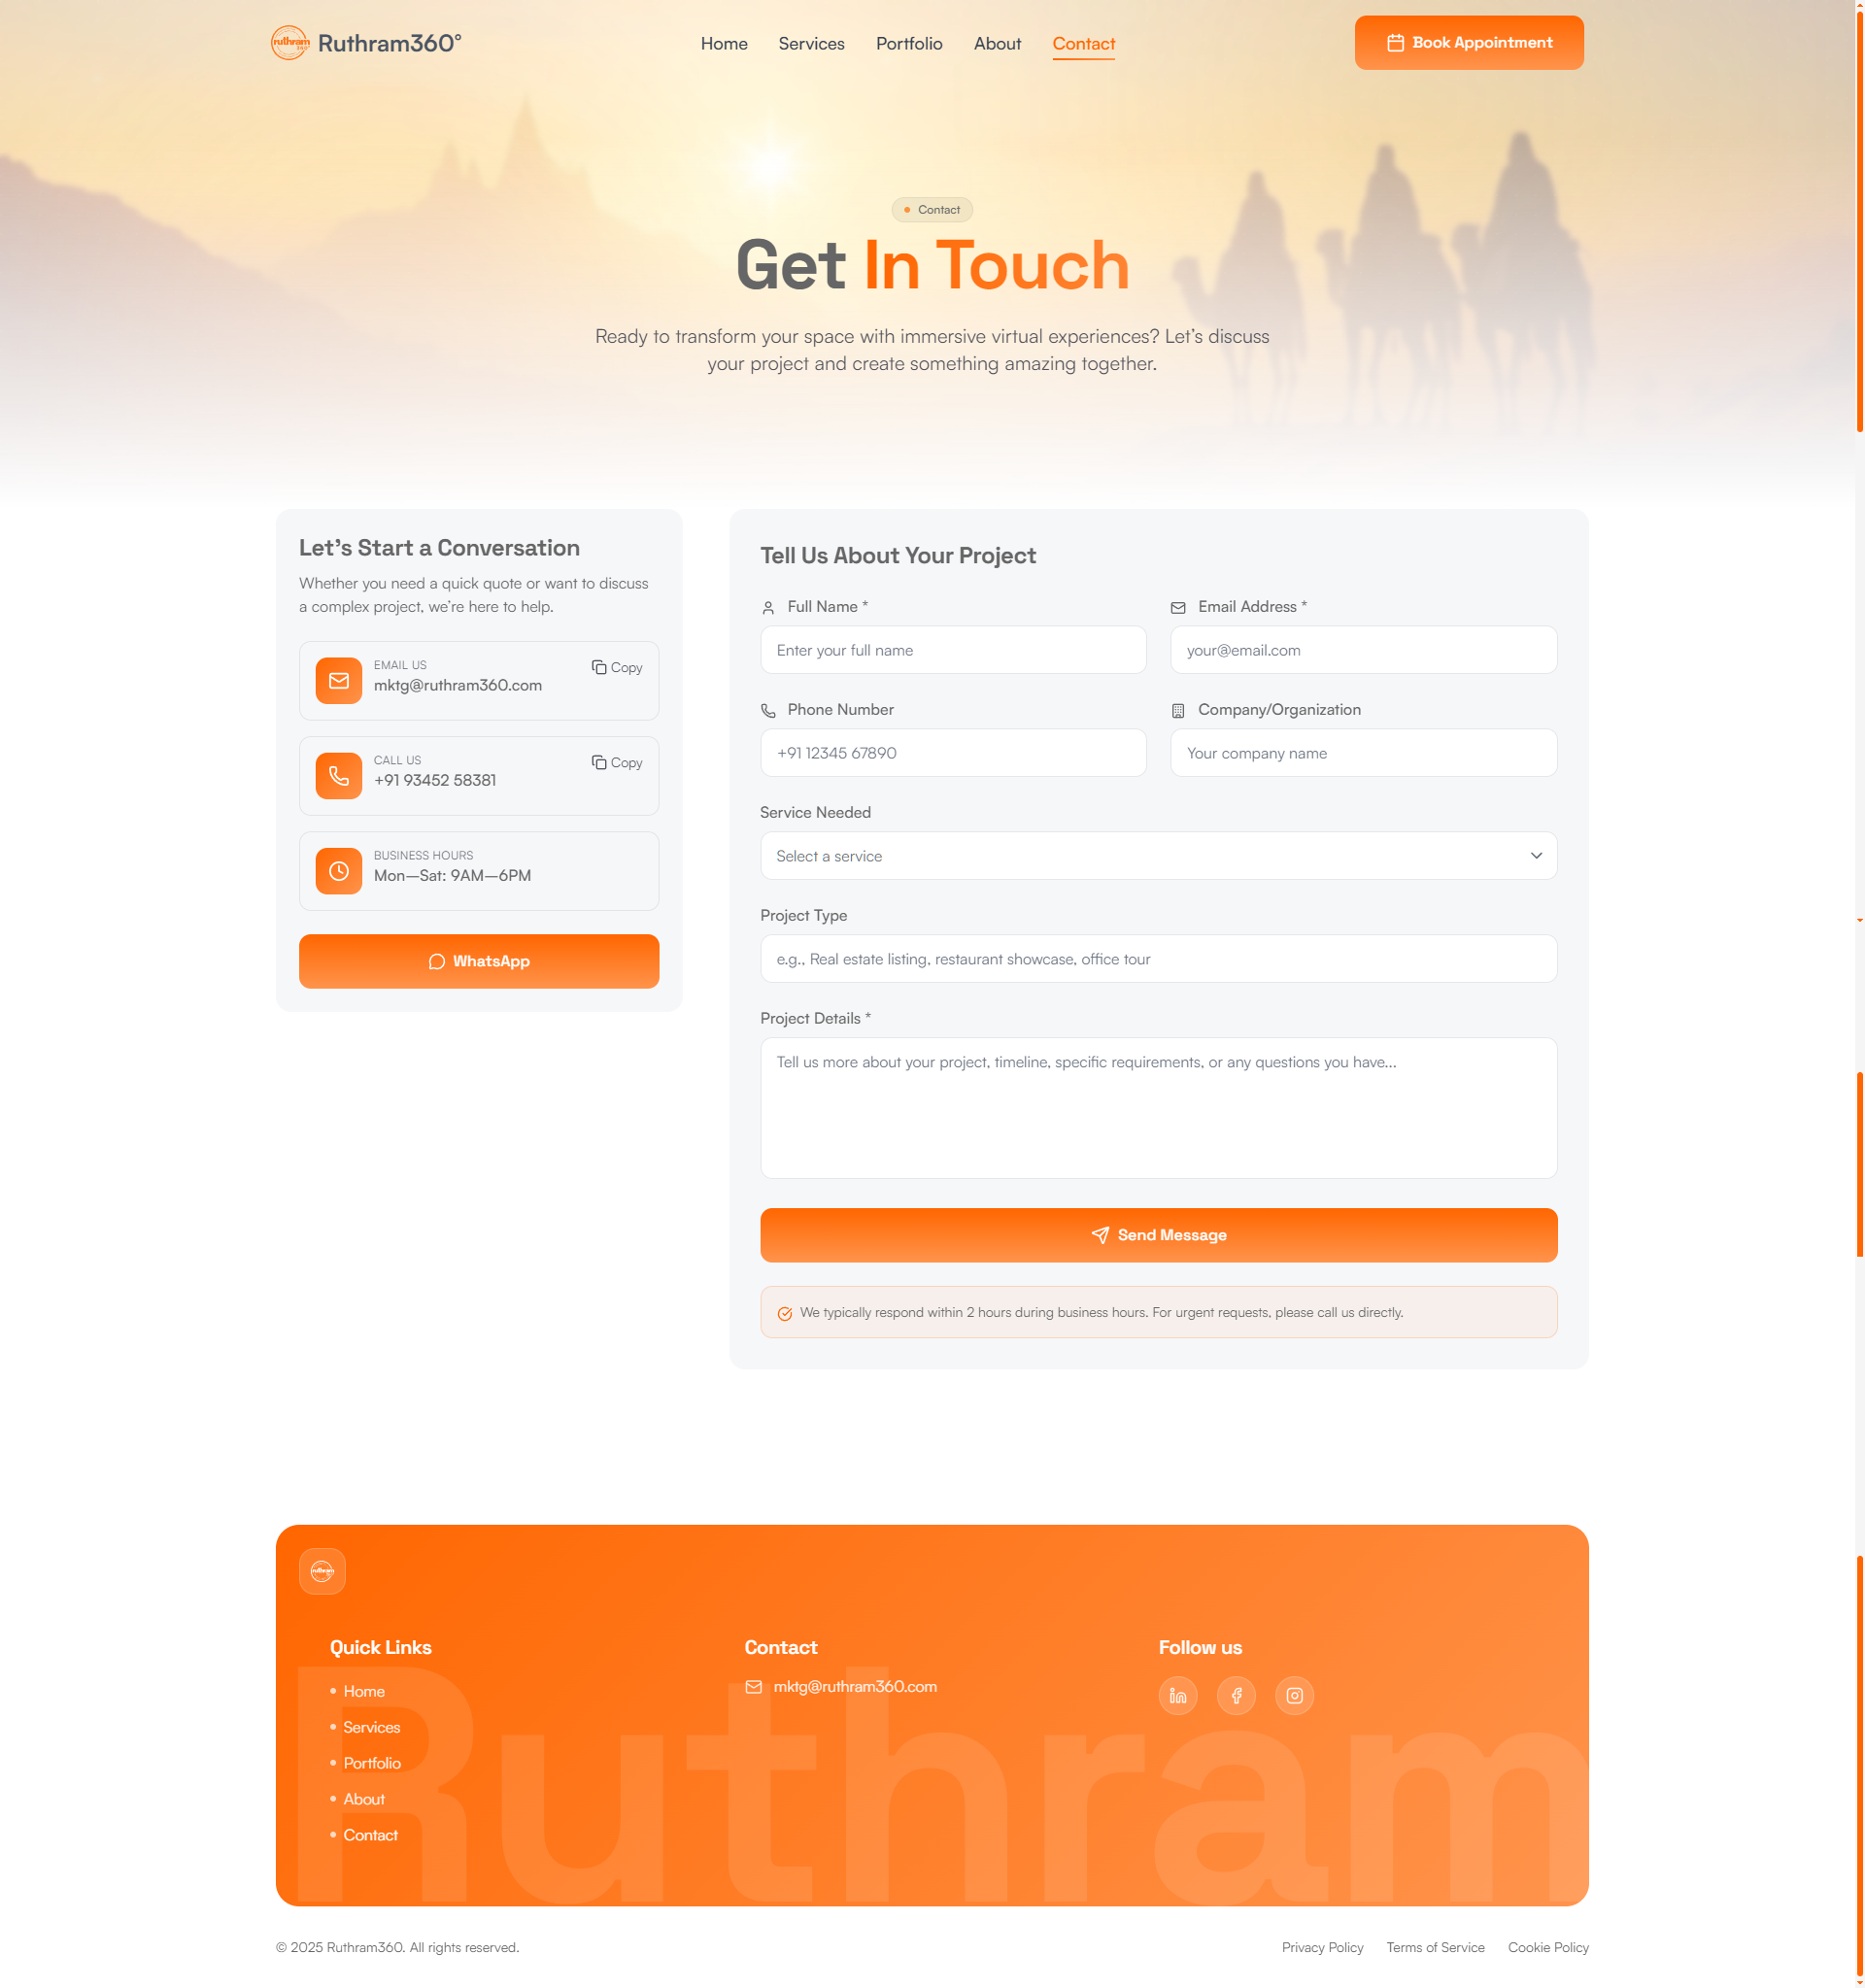 ruthram
Ruthram360°
Home
Services
Portfolio
About
Contact
Book Appointment
Contact
Get In Touch
Ready to transform your space with immersive virtual experiences? Let's discuss
your project and create something amazing together.
Let's Start a Conversation
Whether you need a quick quote or want to discuss
a complex project, we're here to help.
EMAIL US
mktg@ruthram360.com
Copy
CALL US
+91 93452 58381
Copy
BUSINESS HOURS
Mon—Sat: 9AM—6PM
WhatsApp
Tell Us About Your Project
Full Name *
Enter your full name
Email Address *
your@email.com
Phone Number
+91 12345 67890
Company/Organization
Your company name
Service Needed
Select a service
Project Type
e.g., Real estate listing, restaurant showcase, office tour
Project Details *
Tell us more about your project, timeline, specific requirements, or any questions you have...
Send Message
We typically respond within 2 hours during business hours. For urgent requests, please call us directly.
ruthram
Quick Links
Home
Services
Portfolio
About
Contact
Contact
mktg@ruthram360.com
Follow us
Ruthram
© 2025 Ruthram360. All rights reserved.
Privacy Policy
Terms of Service
Cookie Policy